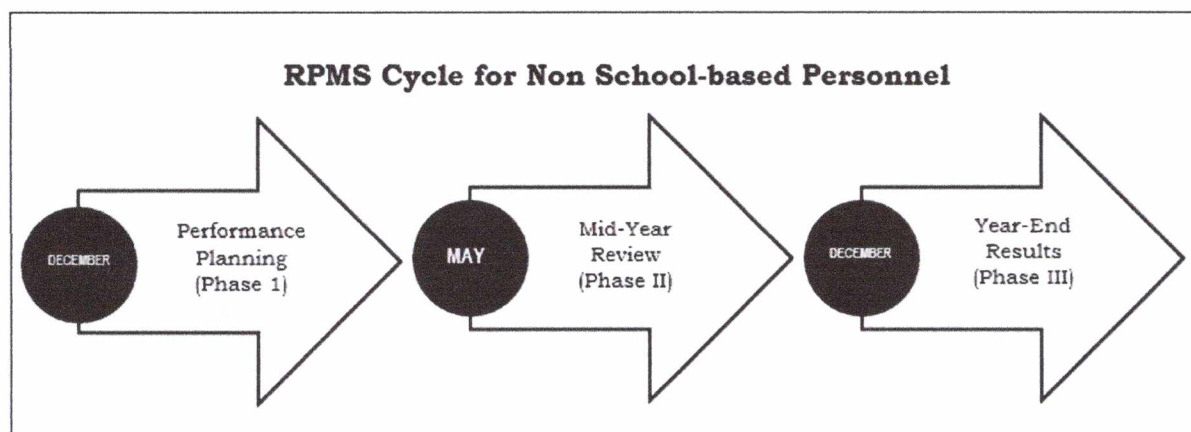 RPMS Cycle for Non School-based Personnel
DECEMBER
Performance
Planning
(Phase 1)
MAY
Mid-Year
Review
(Phase II)
DECEMBER
Year-End
Results
(Phase III)